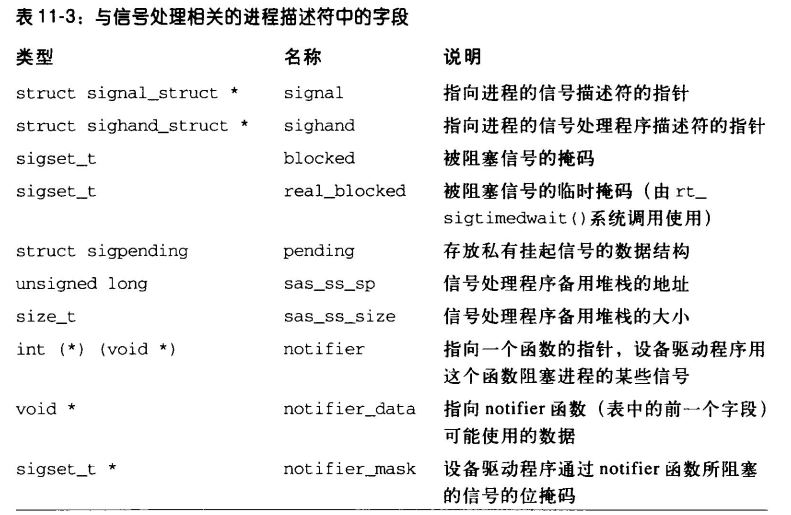 表 11-3：与信号处理相关的进程描述符中的字段
类型 名称 说明
struct signal_struct * signal 指向进程的信号描述符的指针
struct sighand_struct * sighand 指向进程的信号处理程序描述符的指针
sigset_t blocked 被阻塞信号的掩码
sigset_t real_blocked 被阻塞信号的临时掩码（由 rt_
sigtimedwait()系统调用使用）
struct sigpending pending 存放私有挂起信号的数据结构
unsigned long sas_ss_sp 信号处理程序备用堆栈的地址
size_t sas_ss_size 信号处理程序备用堆栈的大小
int (*) (void *) notifier 指向一个函数的指针，设备驱动程序用
这个函数阻塞进程的某些信号
void * notifier_data 指向 notifier 函数（表中的前一个字段）
可能使用的数据
sigset_t * notifier_mask 设备驱动程序通过 notifier 函数所阻塞
的信号的位掩码